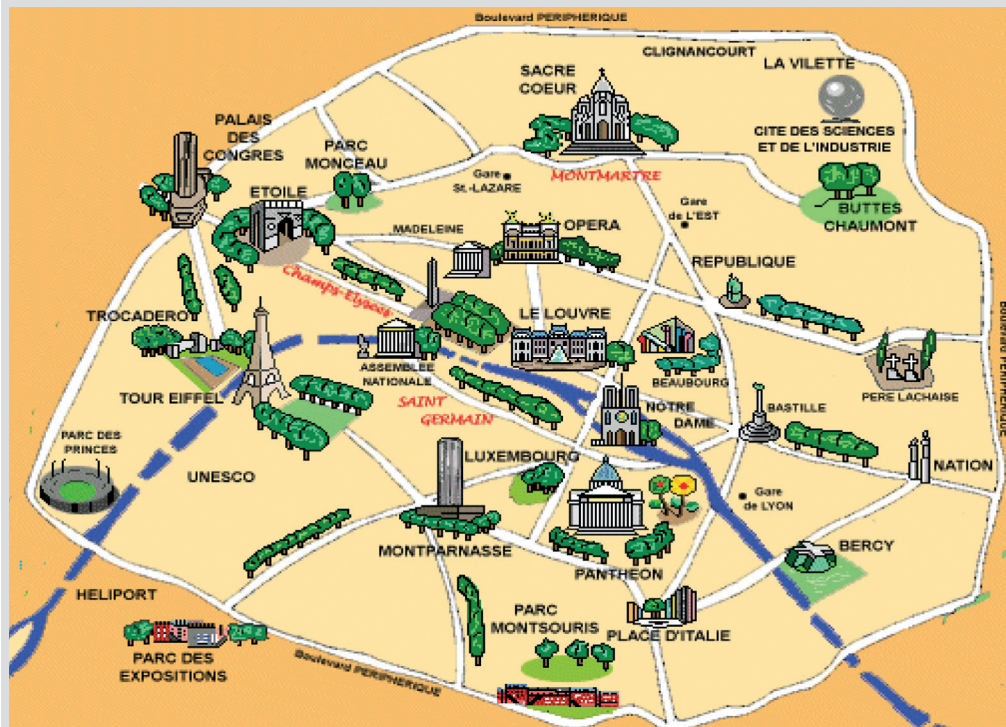 Boulevard PERIPHERIQUE
CLIGNANCOURT
LA VILETTE
SACRE
COEUR
PALAIS
DES
CONGRES
PARC
MONCEAU
CITE DES SCIENCES
ET DE L'INDUSTRIE
Gare
St.-LAZARE
MONTMARTRE
ETOILE
Gare
de L'EST
BUTTES
CHAUMONT
MADELEINE
OPERA
REPUBLIQUE
Champs-Elysees
TROCADERO
LE LOUVRE
Boulevard PERIPHERIQUE
ASSEMBLEE
NATIONALE
BEAUBOURG
TOUR EIFFEL
SAINT
GERMAIN
NOTRE
DAME
BASTILLE
PERE LACHAISE
PARC DES
PRINCES
UNESCO
LUXEMBOURG
NATION
Gare
de LYON
MONTPARNASSE
PANTHEON
BERCY
HELIPORT
PARC
MONTSOURIS
PLACE D'ITALIE
PARC DES
EXPOSITIONS
Boulevard PERIPHERIQUE